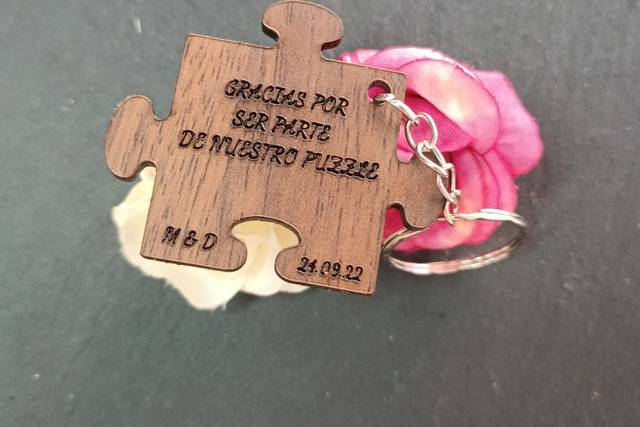 GRACIAS POR
SER PARTE
DE NUESTRO PUZZLE
M & D
24.09.22